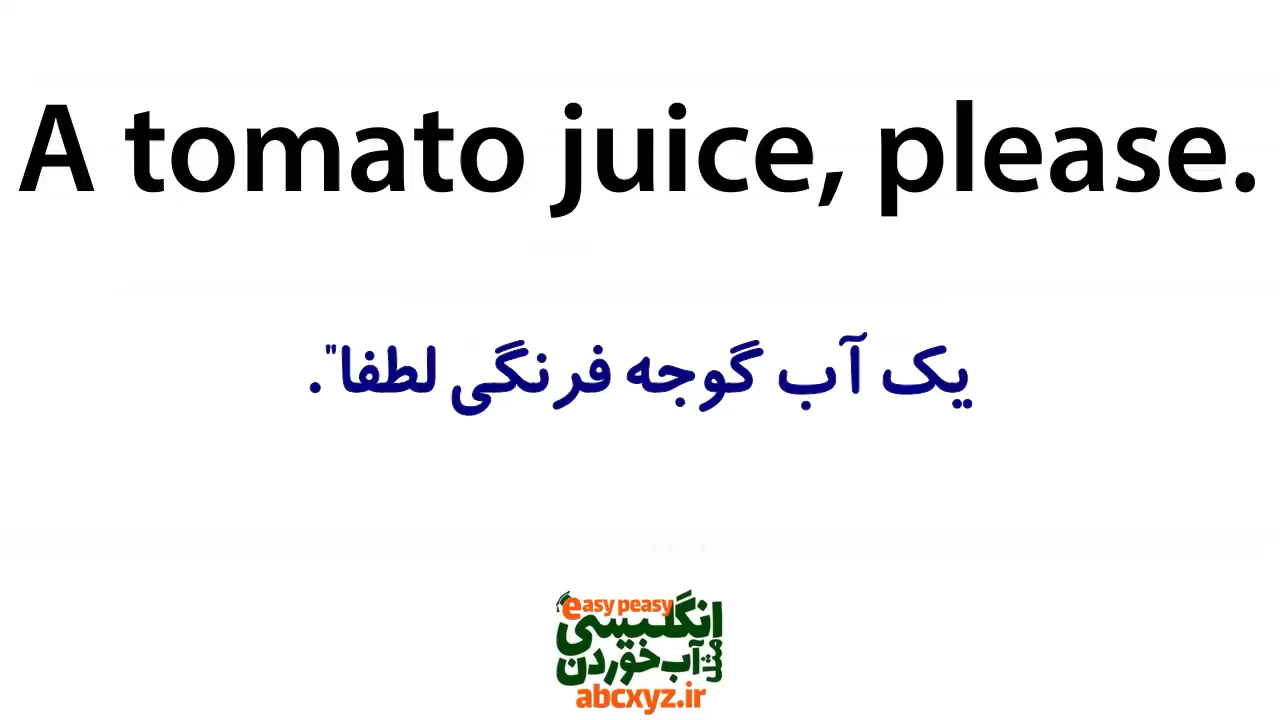 A tomato juice, please.
یک آب گوجه فرنگی لطفا".
easy peasy
انگلیسی
مثل آب خوردن
abcxyz.ir